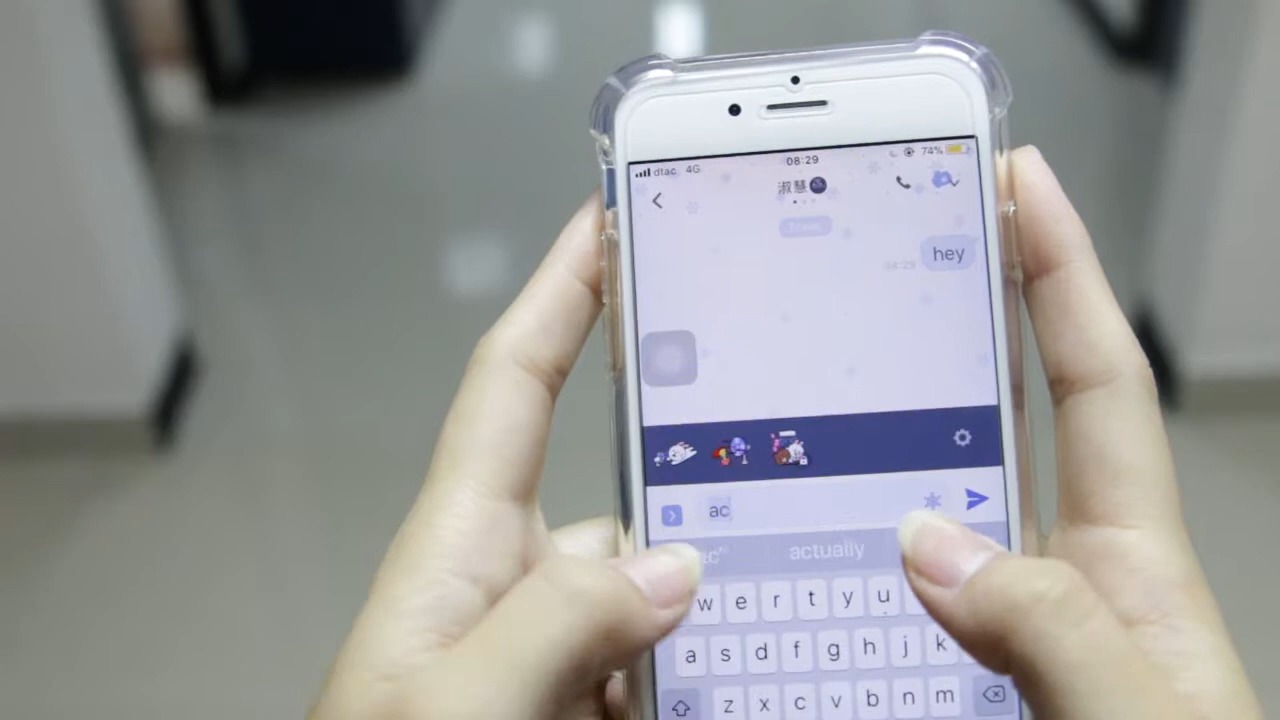 dtac 4G 08:29 74%
淑慧
hey
08:29
ac
actually
w e r t y u
a s d f g h j k
z x c v b n m